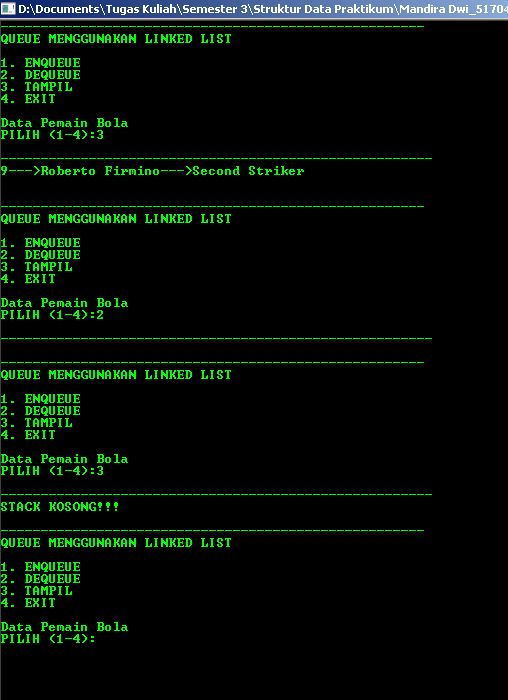 D:\Documents\Tugas Kuliah\Semester 3\Struktur Data Praktikum\Mandira Dwi_51704
QUEUE MENGGUNAKAN LINKED LIST
1. ENQUEUE
2. DEQUEUE
3. TAMPIL
4. EXIT
Data Pemain Bola
PILIH (1-4):3
9--->Roberto Firmino--->Second Striker
QUEUE MENGGUNAKAN LINKED LIST
1. ENQUEUE
2. DEQUEUE
3. TAMPIL
4. EXIT
Data Pemain Bola
PILIH (1-4):2
QUEUE MENGGUNAKAN LINKED LIST
1. ENQUEUE
2. DEQUEUE
3. TAMPIL
4. EXIT
Data Pemain Bola
PILIH (1-4):3
STACK KOSONG!!!
QUEUE MENGGUNAKAN LINKED LIST
1. ENQUEUE
2. DEQUEUE
3. TAMPIL
4. EXIT
Data Pemain Bola
PILIH (1-4):